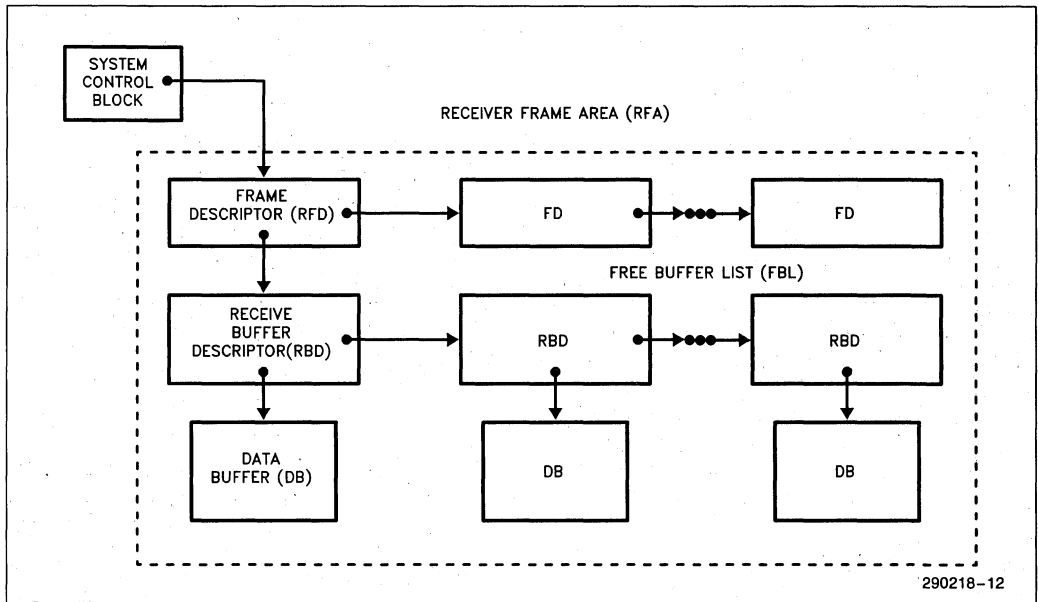 SYSTEM
CONTROL
BLOCK
RECEIVER FRAME AREA (RFA)
FRAME
DESCRIPTOR (RFD)
FD
FD
FREE BUFFER LIST (FBL)
RECEIVE
BUFFER
DESCRIPTOR(RBD)
RBD
RBD
DATA
BUFFER (DB)
DB
DB
290218-12